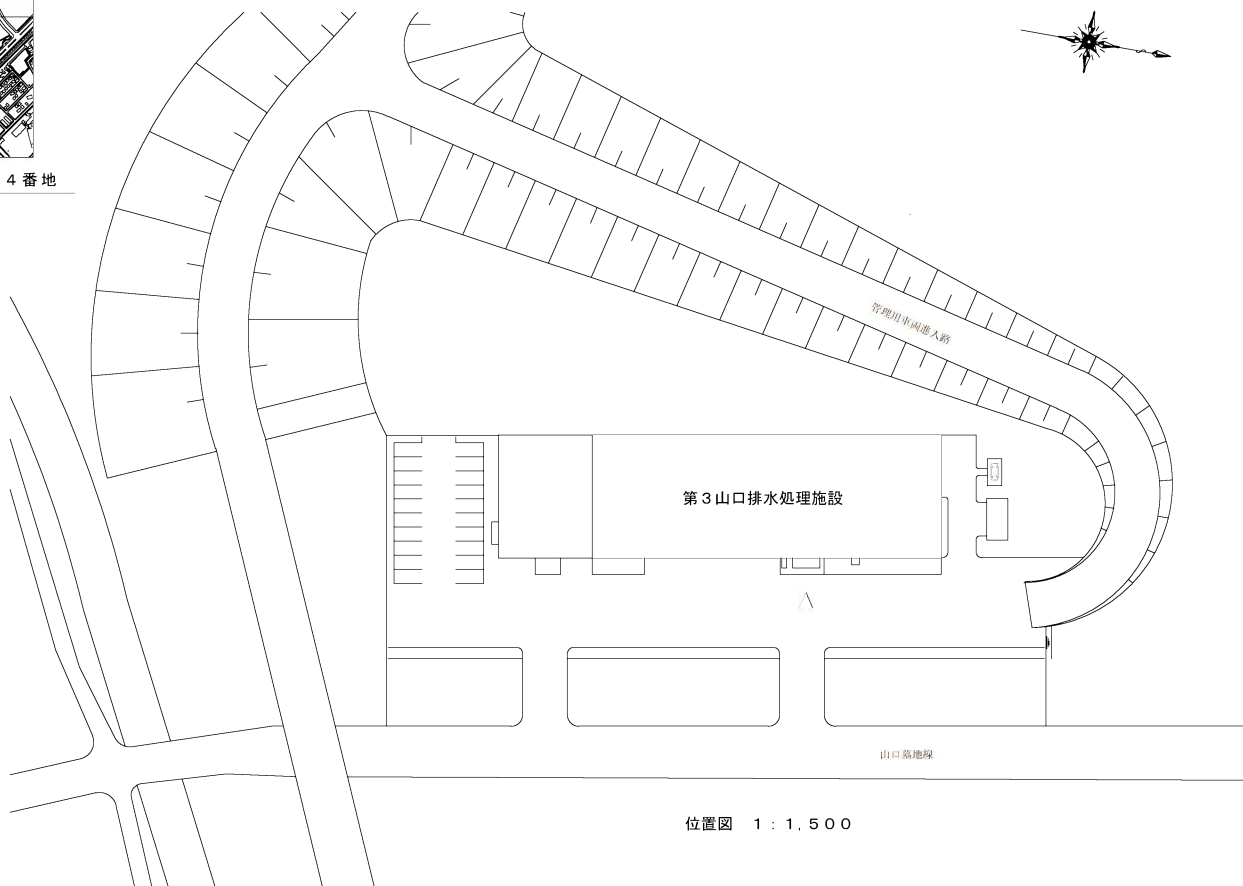 ４番地
管理用車両進入路
第３山口排水処理施設
山口墓地線
位置図　１：１,５００